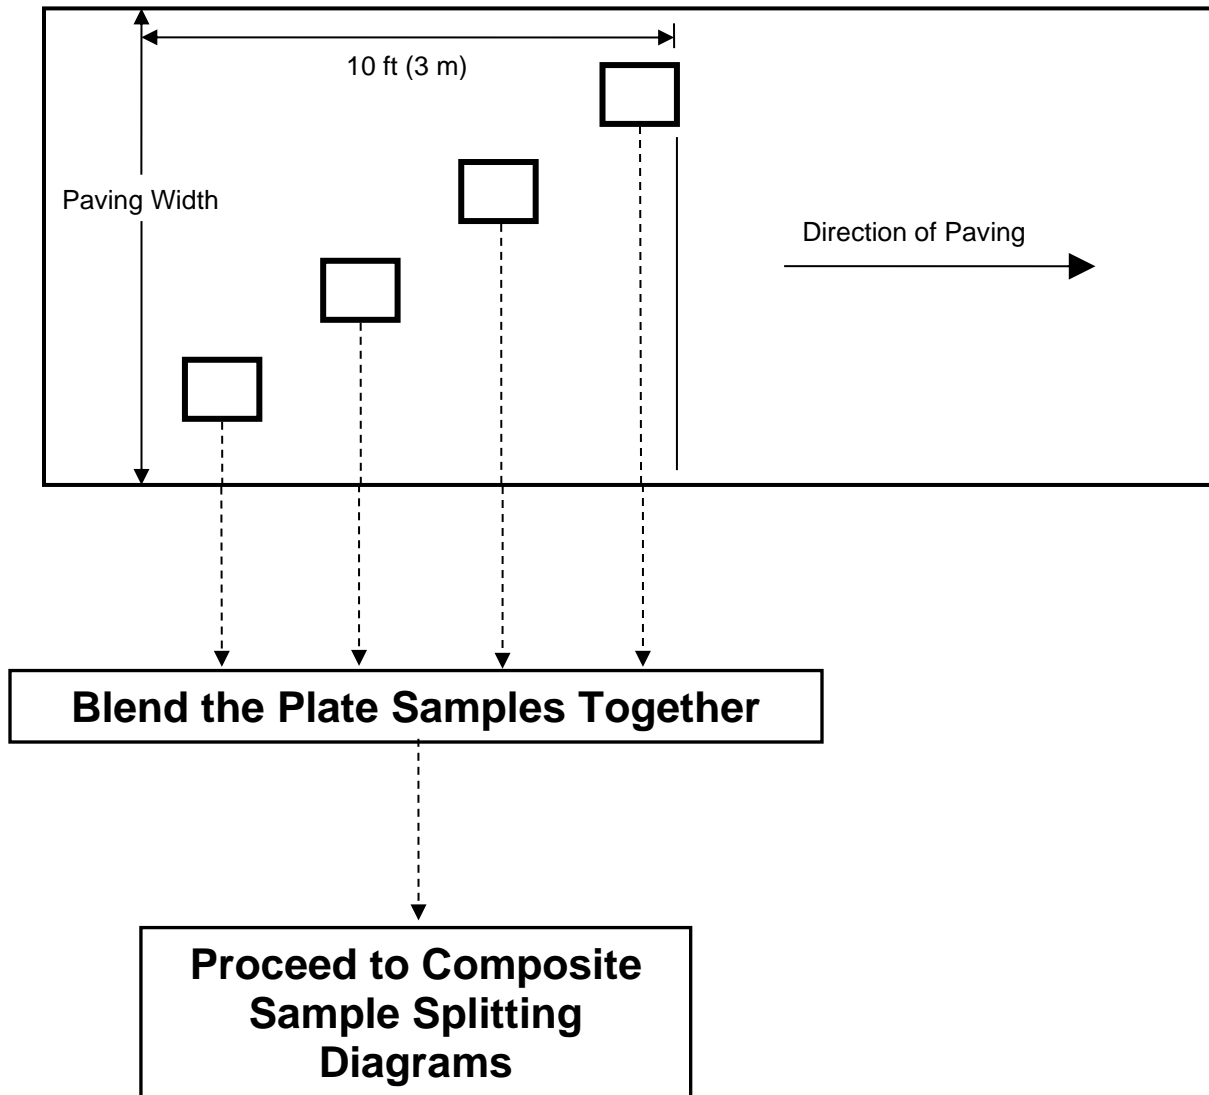 10 ft (3 m)
Paving Width
Direction of Paving
Blend the Plate Samples Together
Proceed to Composite
Sample Splitting
Diagrams